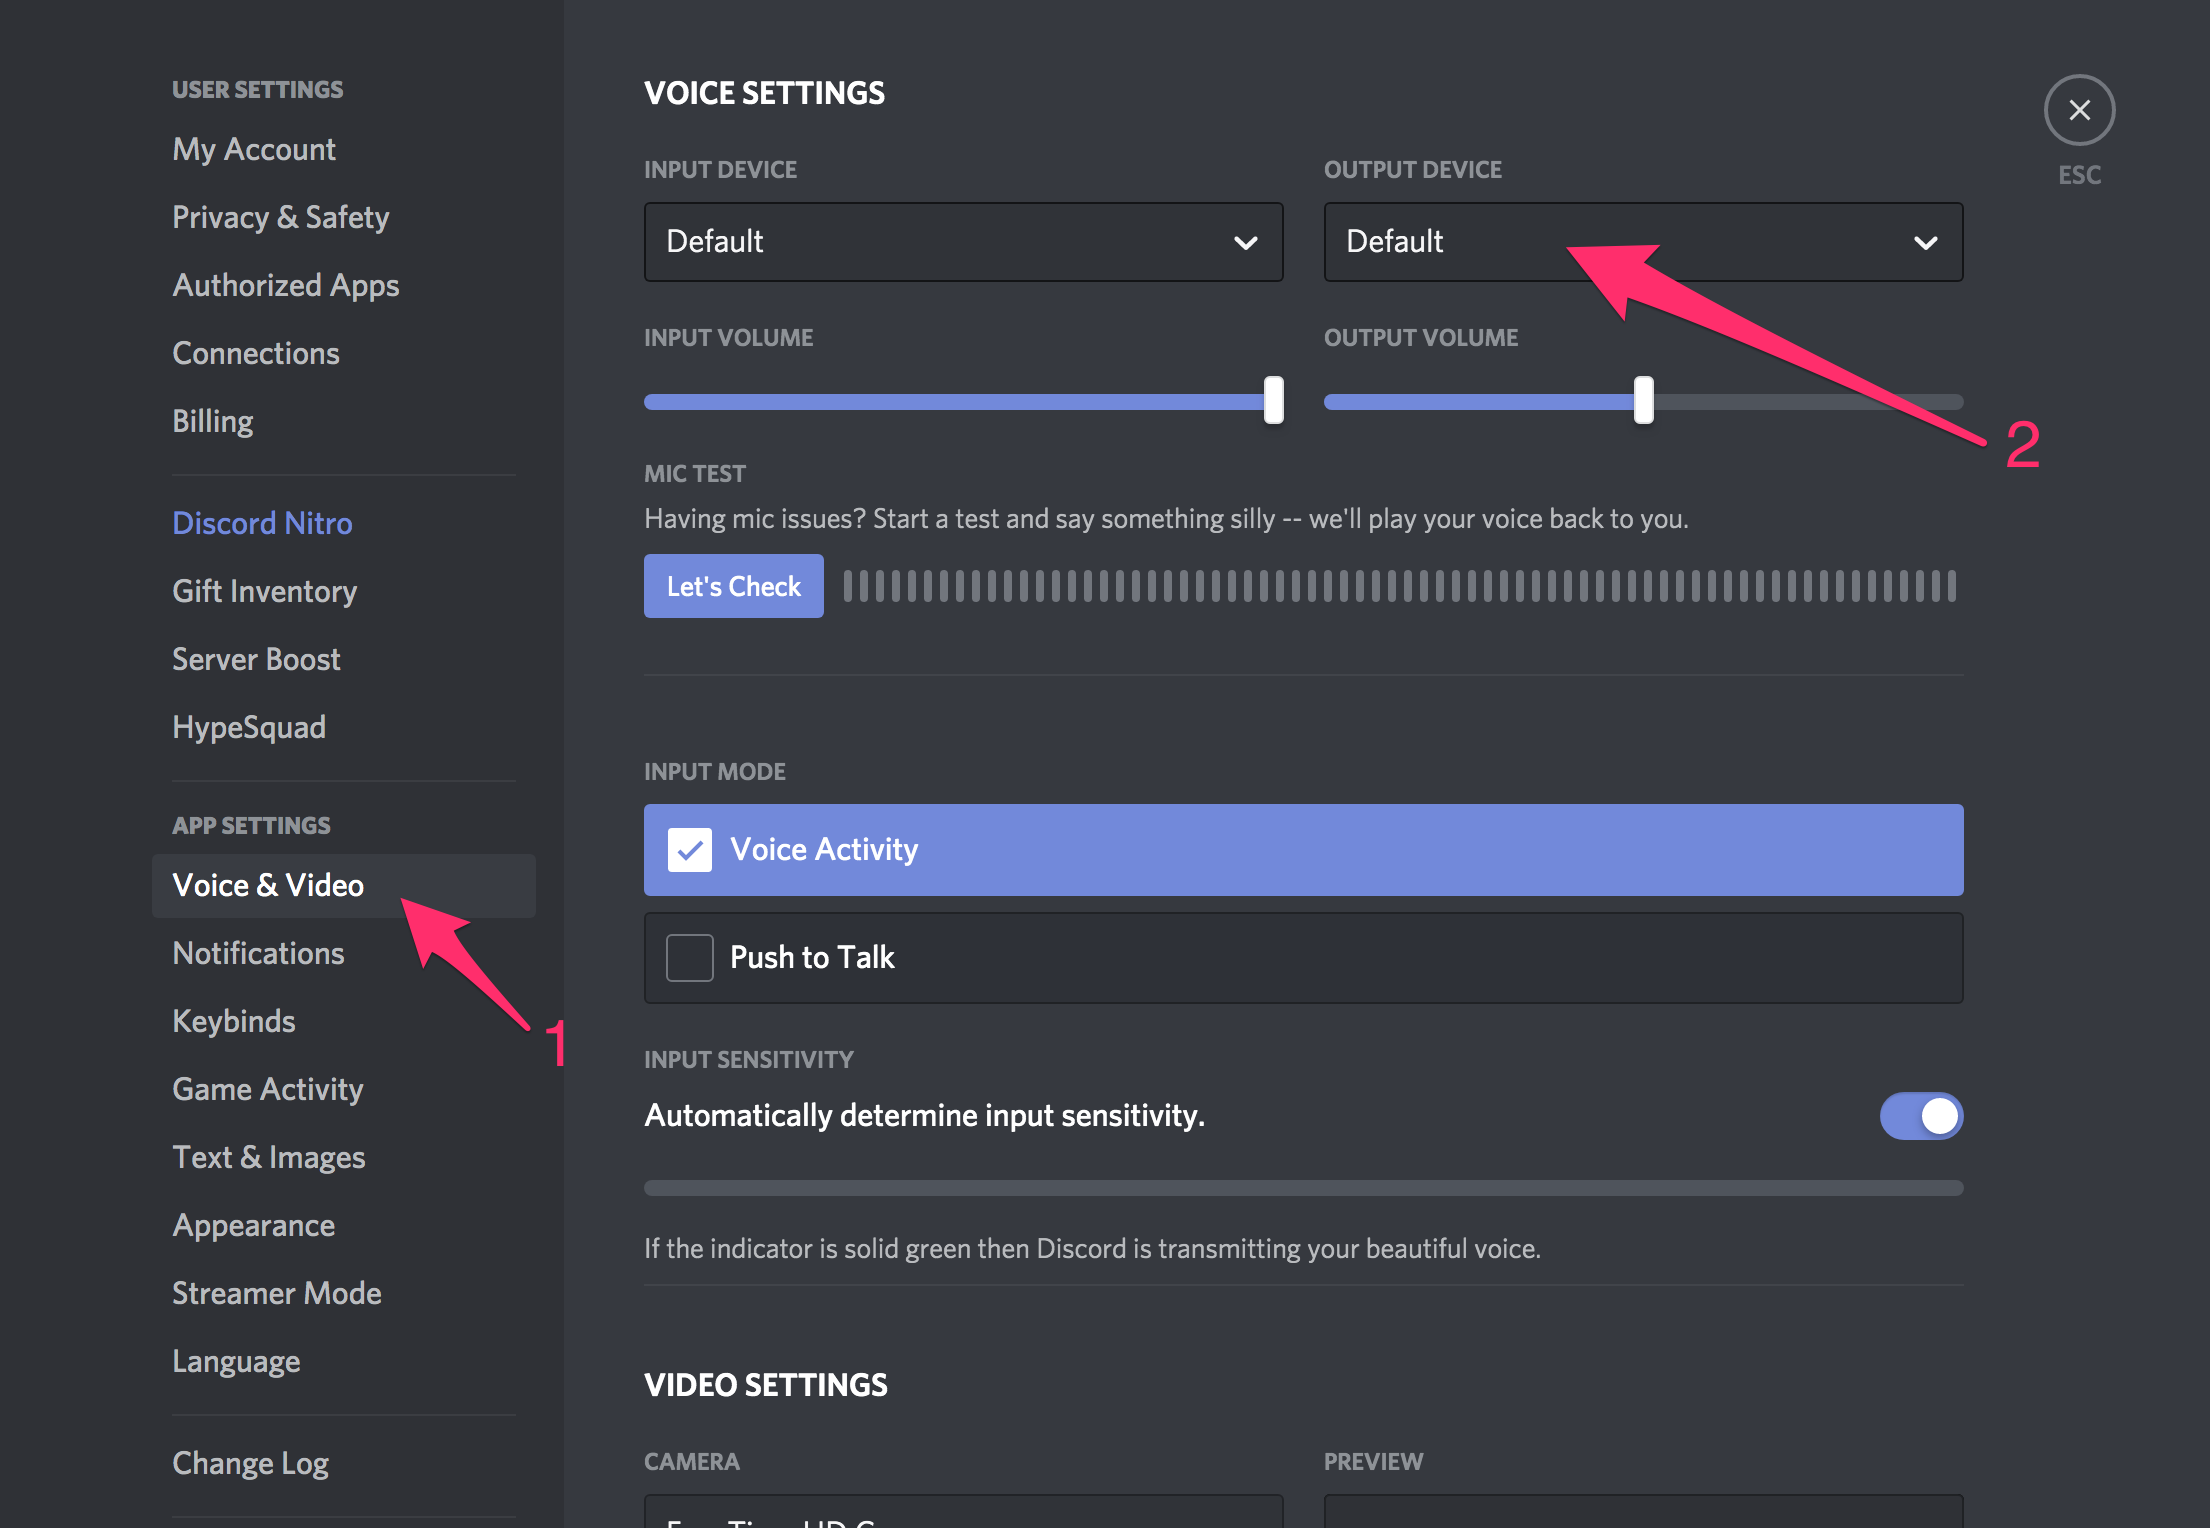 USER SETTINGS
My Account
Privacy & Safety
Authorized Apps
Connections
Billing
Discord Nitro
Gift Inventory
Server Boost
HypeSquad
APP SETTINGS
Voice & Video
Notifications
Keybinds
Game Activity
Text & Images
Appearance
Streamer Mode
Language
Change Log
1
VOICE SETTINGS
INPUT DEVICE
OUTPUT DEVICE
Default
Default
INPUT VOLUME
OUTPUT VOLUME
2
MIC TEST
Having mic issues? Start a test and say something silly -- we'll play your voice back to you.
Let's Check
INPUT MODE
Voice Activity
Push to Talk
INPUT SENSITIVITY
Automatically determine input sensitivity.
If the indicator is solid green then Discord is transmitting your beautiful voice.
VIDEO SETTINGS
CAMERA
PREVIEW
ESC